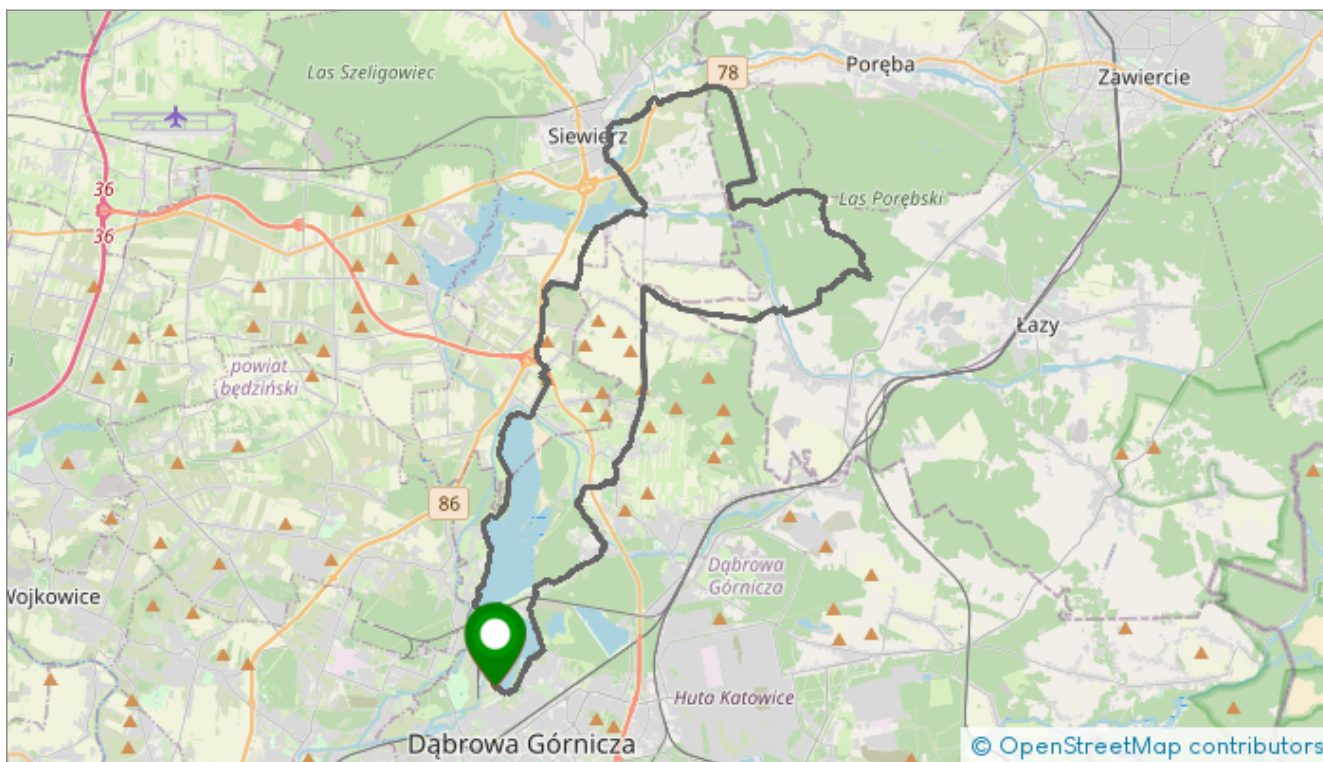 Las Szeligowiec
78
Poręba
Zawiercie
Siewierz
36
36
Las Porębski
Łazy
powiat
będziński
86
Dąbrowa
Górnicza
Wojkowice
Huta Katowice
Dąbrowa Górnicza
© OpenStreetMap contributors